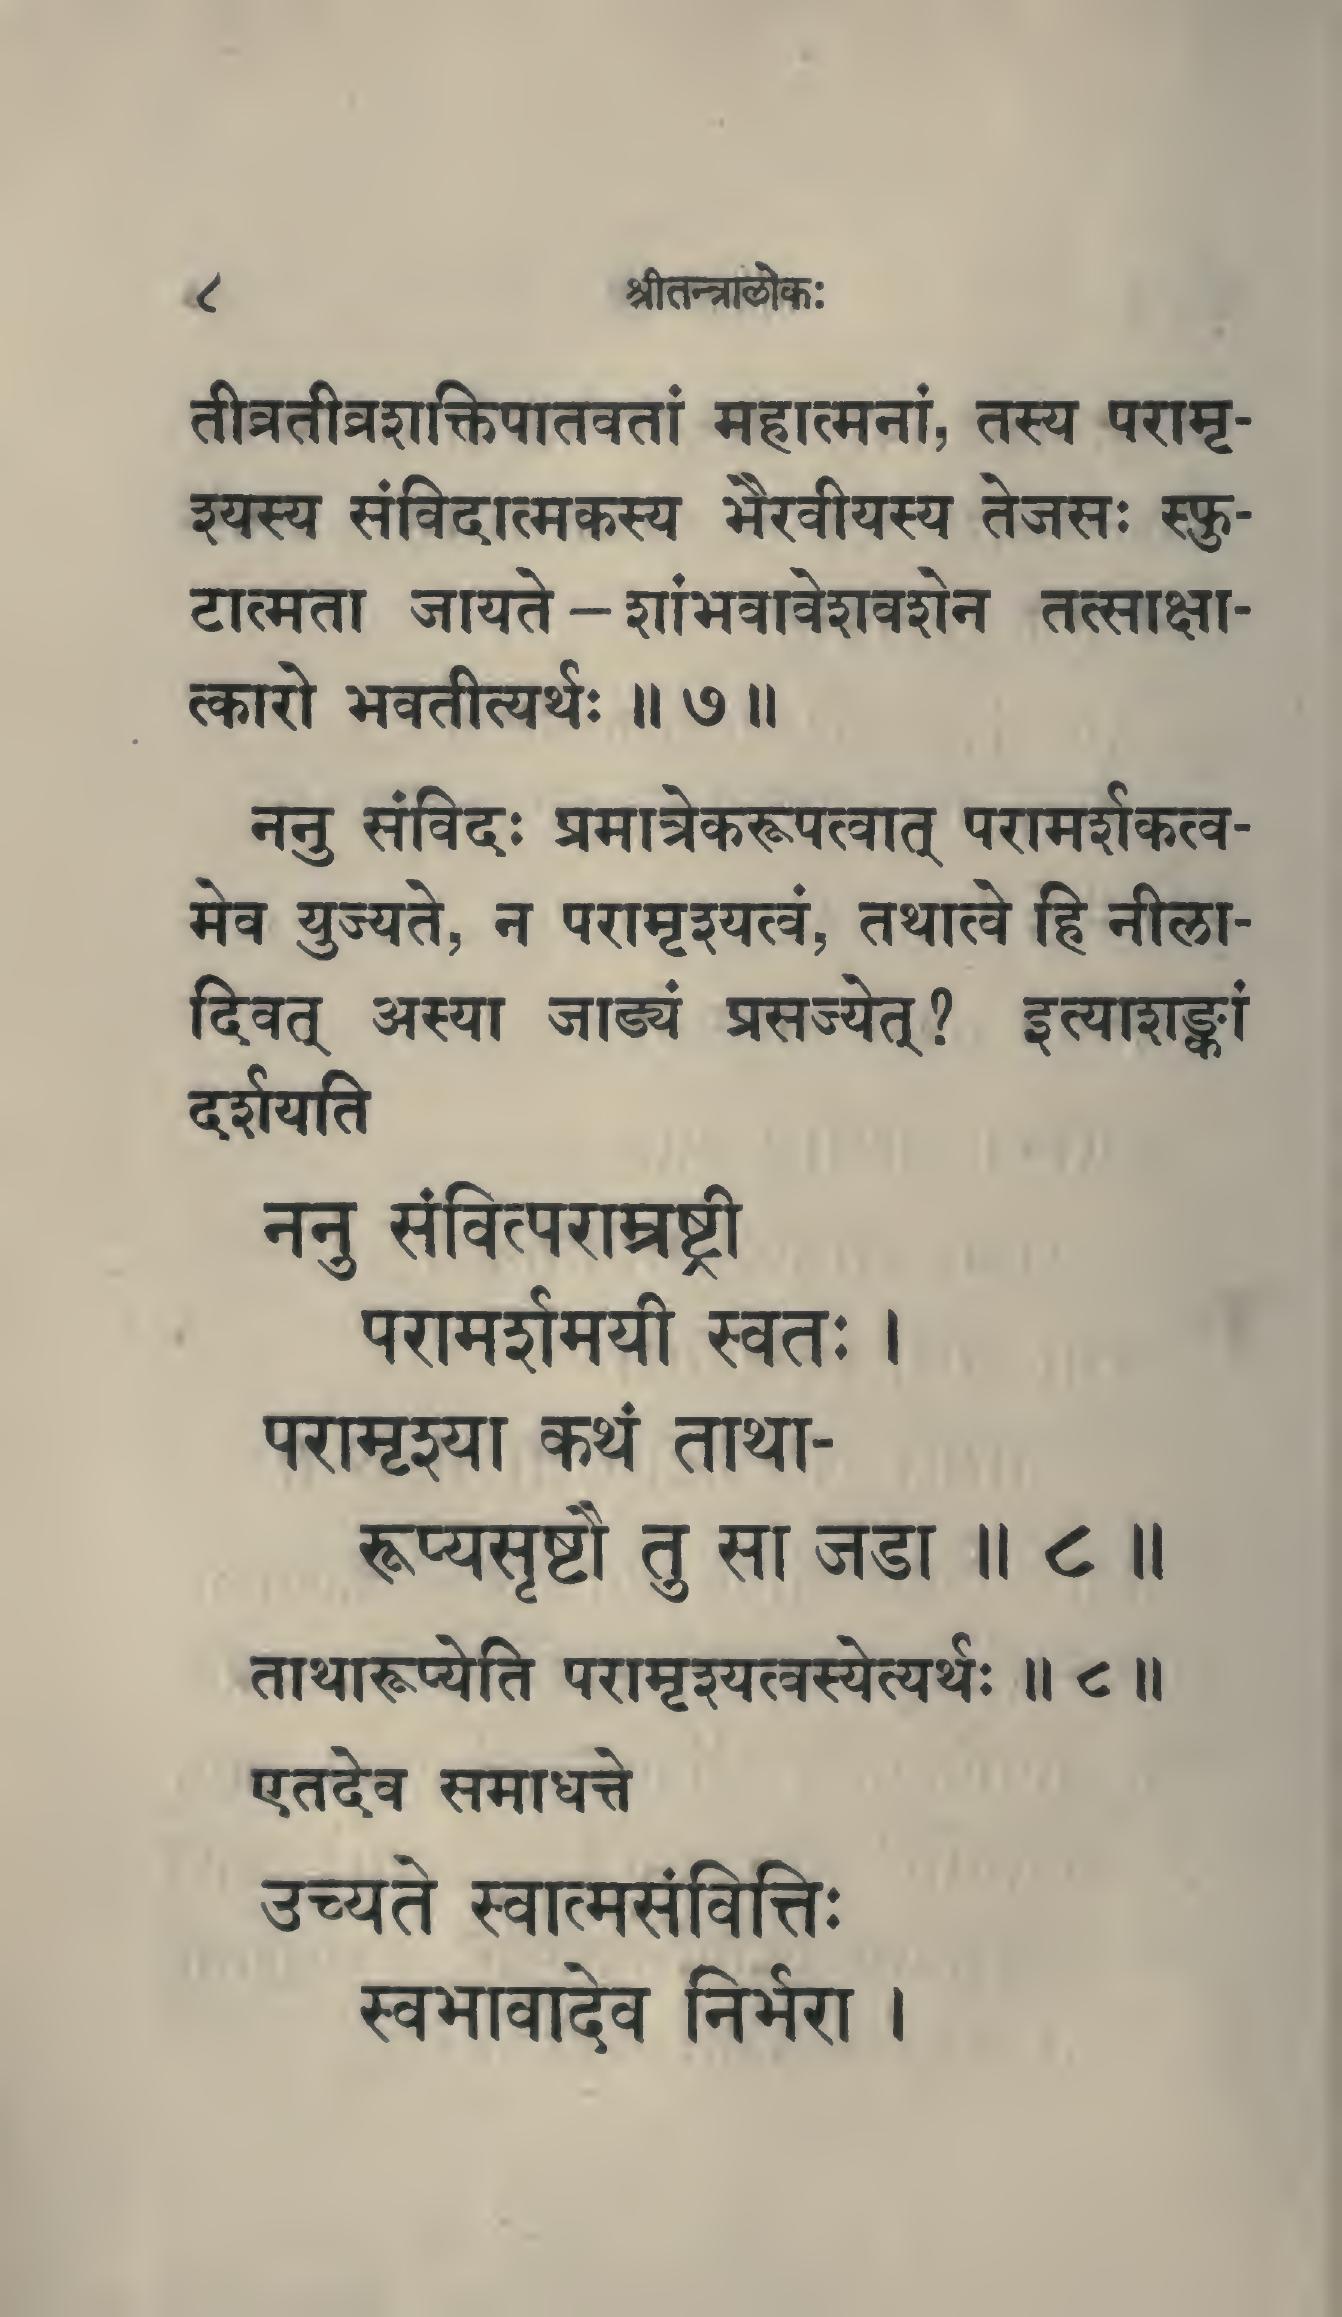 ८ श्रीतन्त्रालोकः
तीव्रतीव्रशक्तिपातवतां महात्मनां, तस्य परामृ-
श्यस्य संविदात्मकस्य भैरवीयस्य तेजसः स्फु-
टात्मता जायते – शांभवावेशवशेन तत्साक्षा-
त्कारो भवतीत्यर्थः ॥ ७ ॥
ननु संविदः प्रमात्रेकरूपत्वात् परामर्शकत्व-
मेव युज्यते, न परामृश्यत्वं, तथात्वे हि नीला-
दिवत् अस्या जाड्यं प्रसज्येत्? इत्याशङ्कां
दर्शयति
ननु संवित्पराम्रष्ट्री
परामर्शमयी स्वतः ।
परामृश्या कथं ताथा-
रूप्यसृष्टौ तु सा जडा ॥ ८ ॥
ताथारूप्येति परामृश्यत्वस्येत्यर्थः ॥ ८ ॥
एतदेव समाधत्ते
उच्यते स्वात्मसंवित्तिः
स्वभावादेव निर्भरा ।